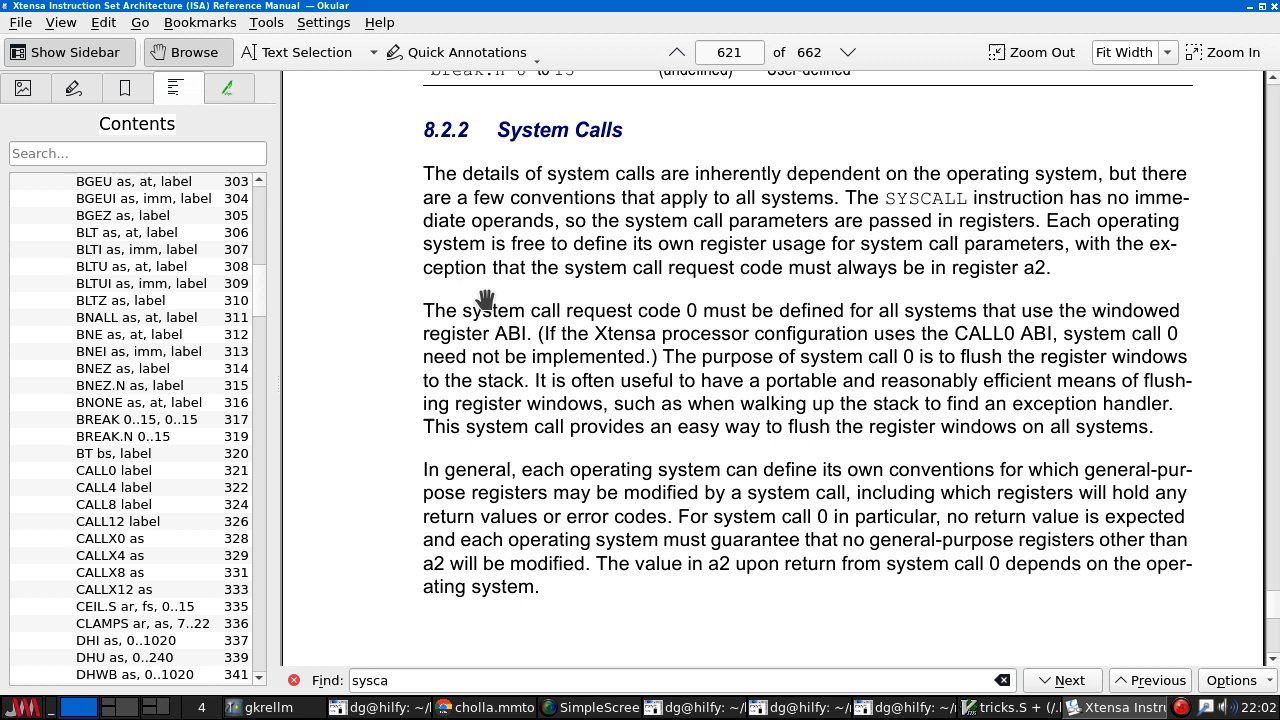 Xtensa Instruction Set Architecture (ISA) Reference Manual — Okular
File View Edit Go Bookmarks Tools Settings Help
Show Sidebar Browse Text Selection Quick Annotations 621 of 662 Zoom Out Fit Width Zoom In
Contents
Search...
BGEU as, at, label 303
BGEUI as, imm, label 304
BGEZ as, label 305
BLT as, at, label 306
BLTI as, imm, label 307
BLTU as, at, label 308
BLTUI as, imm, label 309
BLTZ as, label 310
BNALL as, at, label 311
BNE as, at, label 312
BNEI as, imm, label 313
BNEZ as, label 314
BNEZ.N as, label 315
BNONE as, at, label 316
BREAK 0..15, 0..15 317
BREAK.N 0..15 319
BT bs, label 320
CALL0 label 321
CALL4 label 322
CALL8 label 324
CALL12 label 326
CALLX0 as 328
CALLX4 as 329
CALLX8 as 331
CALLX12 as 333
CEIL.S ar, fs, 0..15 335
CLAMPS ar, as, 7..22 336
DHI as, 0..1020 337
DHU as, 0..240 339
DHWB as, 0..1020 341
(undefined) User-defined
8.2.2 System Calls
The details of system calls are inherently dependent on the operating system, but there
are a few conventions that apply to all systems. The SYSCALL instruction has no imme-
diate operands, so the system call parameters are passed in registers. Each operating
system is free to define its own register usage for system call parameters, with the ex-
ception that the system call request code must always be in register a2.
The system call request code 0 must be defined for all systems that use the windowed
register ABI. (If the Xtensa processor configuration uses the CALL0 ABI, system call 0
need not be implemented.) The purpose of system call 0 is to flush the register windows
to the stack. It is often useful to have a portable and reasonably efficient means of flush-
ing register windows, such as when walking up the stack to find an exception handler.
This system call provides an easy way to flush the register windows on all systems.
In general, each operating system can define its own conventions for which general-pur-
pose registers may be modified by a system call, including which registers will hold any
return values or error codes. For system call 0 in particular, no return value is expected
and each operating system must guarantee that no general-purpose registers other than
a2 will be modified. The value in a2 upon return from system call 0 depends on the oper-
ating system.
Find: sysca Next Previous Options
4 gkrellm dg@hilfy: ~/ cholla.mmto SimpleScree dg@hilfy: ~/ dg@hilfy: ~/ dg@hilfy: ~/ tricks.S + (/. Xtensa Instr 22:02